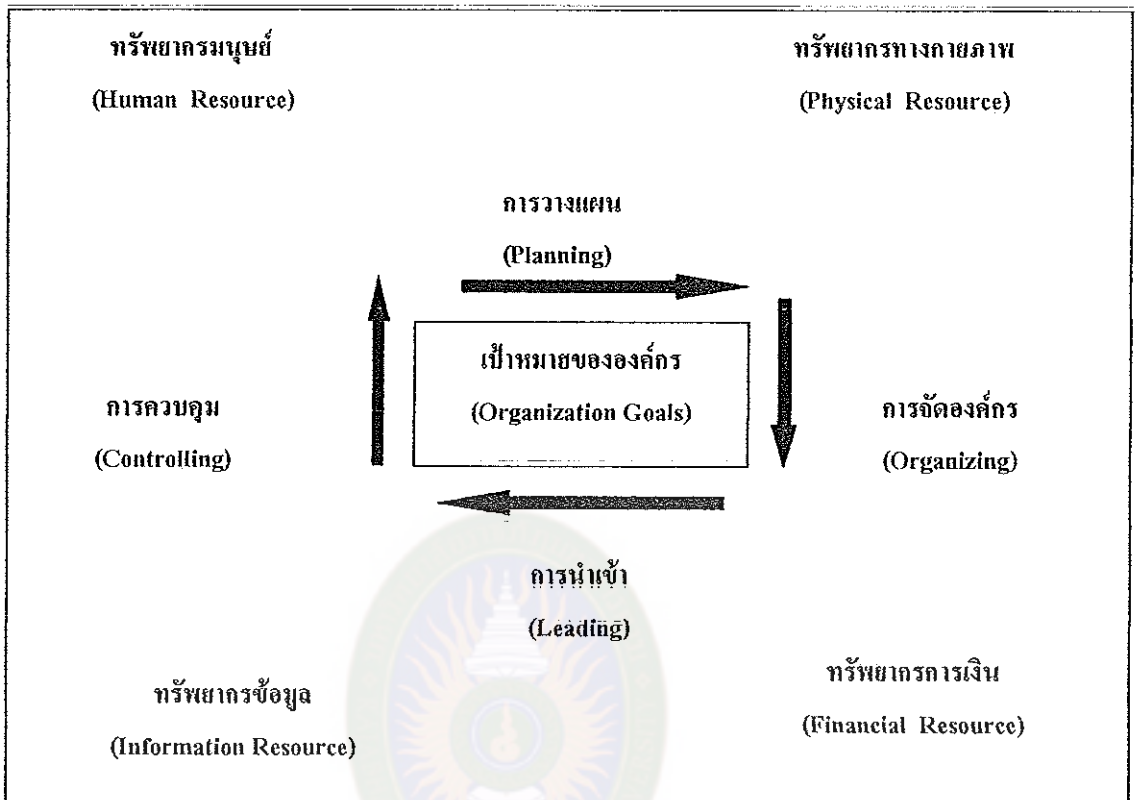 ทรัพยากรมนุษย์
(Human Resource)
ทรัพยากรทางกายภาพ
(Physical Resource)
การวางแผน
(Planning)
เป้าหมายขององค์กร
(Organization Goals)
การควบคุม
(Controlling)
การจัดองค์กร
(Organizing)
การนำเข้า
(Leading)
ทรัพยากรข้อมูล
(Information Resource)
ทรัพยากรการเงิน
(Financial Resource)